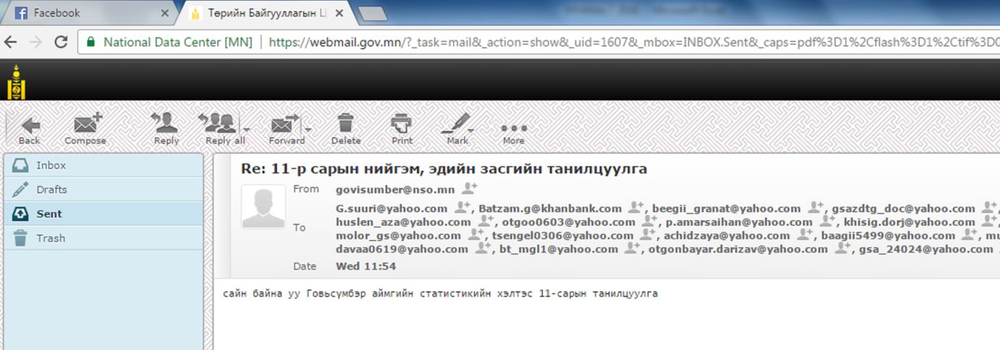 Facebook
Төрийн Байгууллагын Ц
National Data Center [MN]
https://webmail.gov.mn/?_task=mail&_action=show&_uid=1607&_mbox=INBOX.Sent&_caps=pdf%3D1%2Cflash%3D1%2Ctif%3D0
Back Compose Reply Reply all Forward Delete Print Mark More
Inbox
Drafts
Sent
Trash
Re: 11-р сарын нийгэм, эдийн засгийн танилцуулга
From govisumber@nso.mn
To
G.suuri@yahoo.com, Batzam.g@khanbank.com, beegii_granat@yahoo.com, gsazdtg_doc@yahoo.com
huslen_aza@yahoo.com, otgoo0603@yahoo.com, p.amarsaihan@yahoo.com, khisig.dorj@yahoo.com
molor_gs@yahoo.com, tsengel0306@yahoo.com, achidzaya@yahoo.com, baagii5499@yahoo.com, mu
davaa0619@yahoo.com, bt_mgl1@yahoo.com, otgonbayar.darizav@yahoo.com, gsa_24024@yahoo.com
Date Wed 11:54
сайн байна уу Говьсүмбэр аймгийн статистикийн хэлтэс 11-сарын танилцуулга